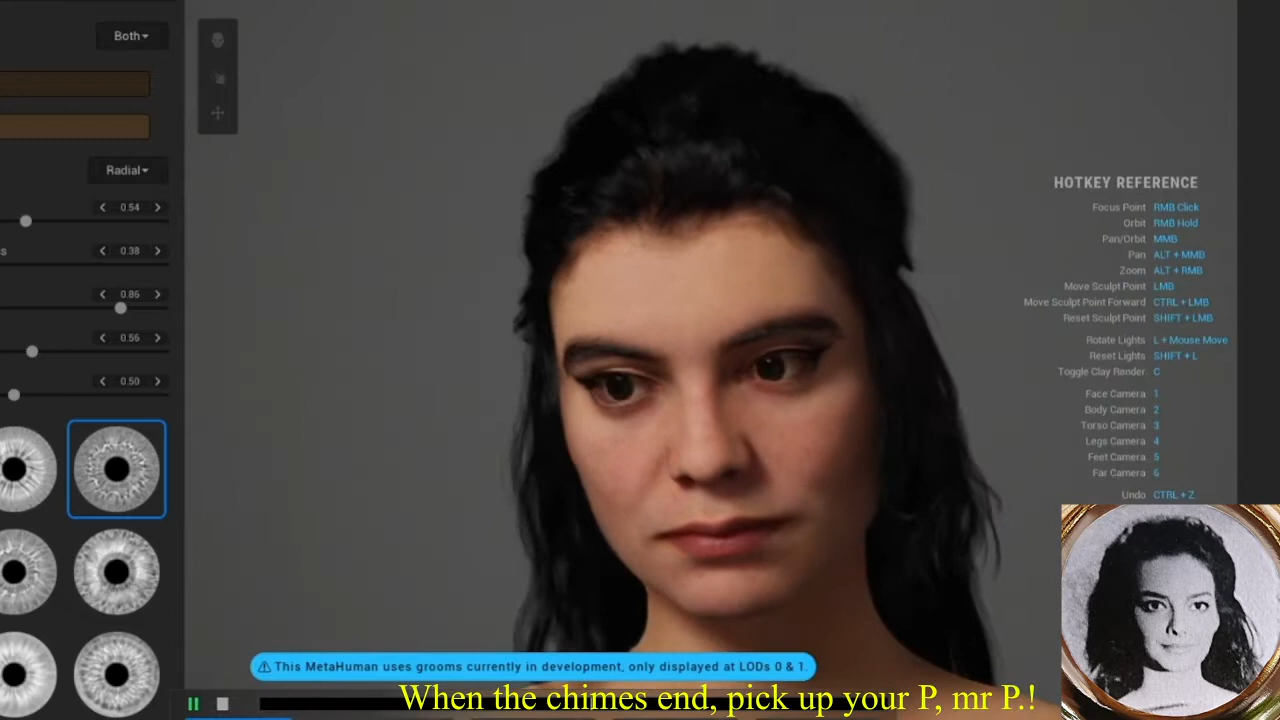 Both
Radial
0.54
s
0.38
0.86
0.56
0.50
HOTKEY REFERENCE
Focus Point RMB Click
Orbit RMB Hold
Pan/Orbit MMB
Pan ALT + MMB
Zoom ALT + RMB
Move Sculpt Point LMB
Move Sculpt Point Forward CTRL + LMB
Reset Sculpt Point SHIFT + LMB
Rotate Lights L + Mouse Move
Reset Lights SHIFT + L
Toggle Clay Render C
Face Camera 1
Body Camera 2
Torso Camera 3
Legs Camera 4
Feet Camera 5
Far Camera 6
Undo CTRL + Z
This MetaHuman uses grooms currently in development, only displayed at LODs 0 & 1.
When the chimes end, pick up your P, mr P.!